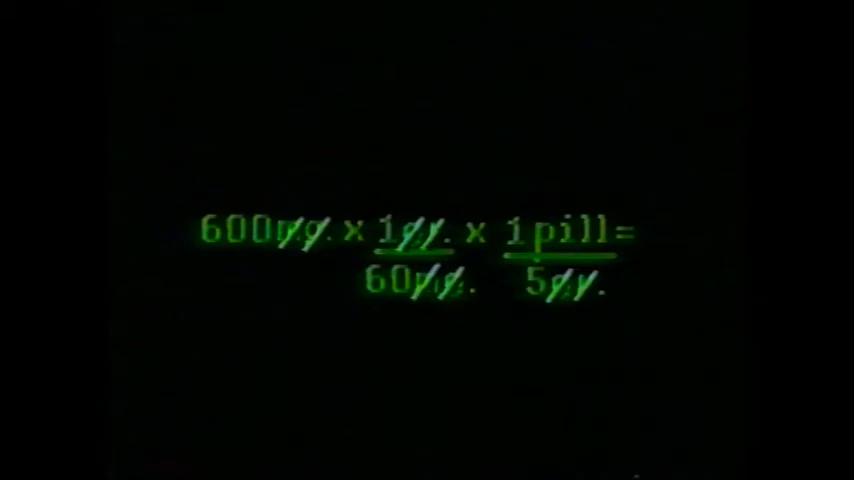 600mg. x 1gr. x 1pill=
60mg. 5gr.